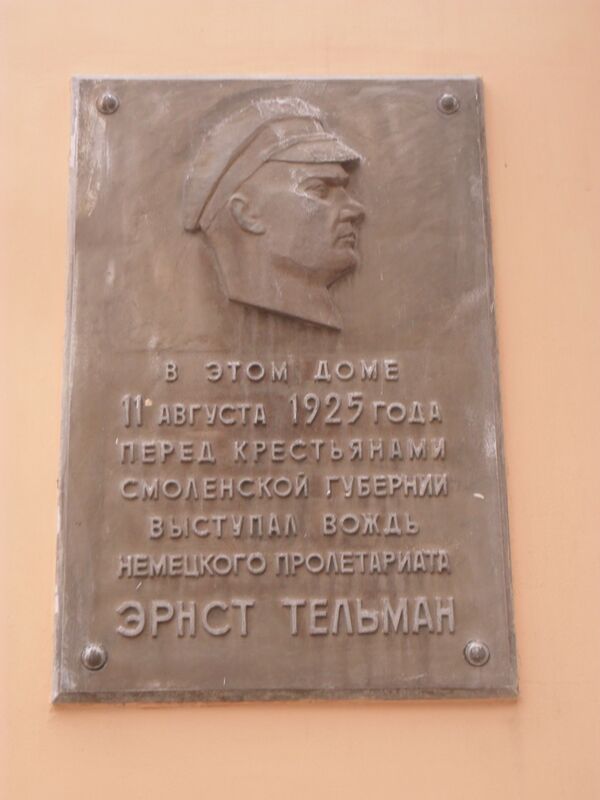 В ЭТОМ ДОМЕ
11 АВГУСТА 1925 ГОДА
ПЕРЕД КРЕСТЬЯНАМИ
СМОЛЕНСКОЙ ГУБЕРНИИ
ВЫСТУПАЛ ВОЖДЬ
НЕМЕЦКОГО ПРОЛЕТАРИАТА
ЭРНСТ ТЕЛЬМАН